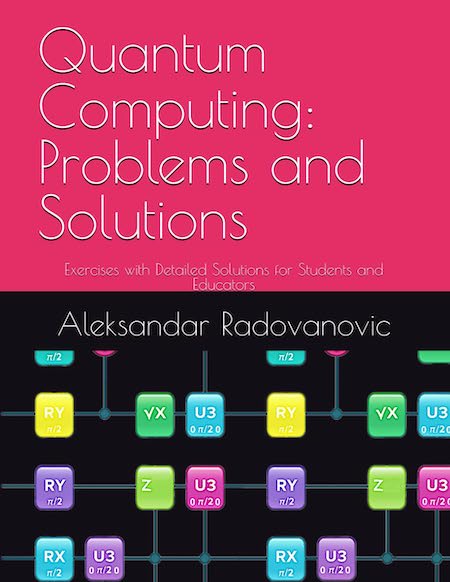 Quantum
Computing:
Problems and
Solutions
Exercises with Detailed Solutions for Students and
Educators
Aleksandar Radovanovic
π/2
π/2
RY
π/2
√X
U3
0 π/2 0
RY
π/2
√X
U3
0 π/2 0
RY
π/2
Z
U3
0 π/2 0
RY
π/2
Z
U3
0 π/2 0
RX
π/2
U3
0 π/2 0
RX
π/2
U3
0 π/2 0